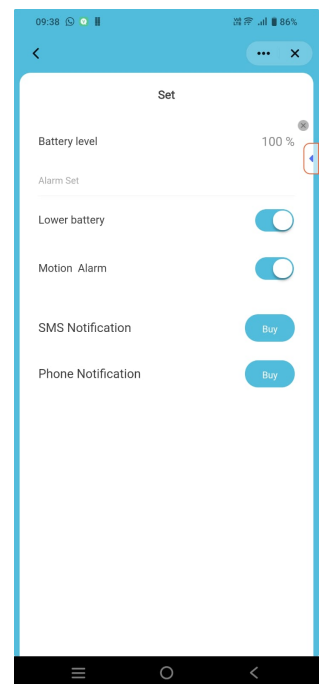 09:38 86%
Set
Battery level 100 %
Alarm Set
Lower battery
Motion  Alarm
SMS Notification Buy
Phone Notification Buy